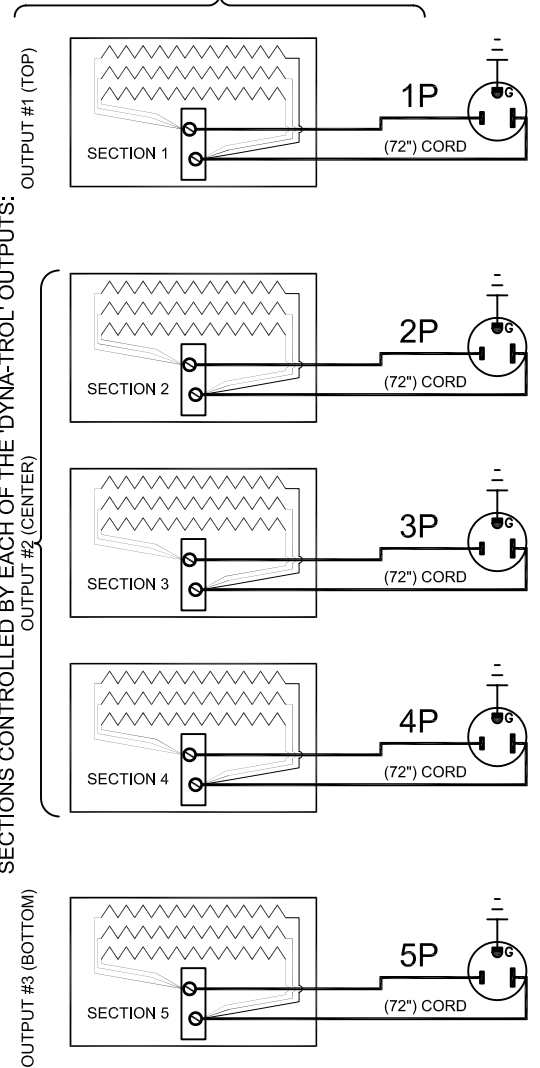 SECTIONS CONTROLLED BY EACH OF THE 'DYNA-TROL' OUTPUTS:
OUTPUT #1 (TOP)
SECTION 1
1P
(72") CORD
G
OUTPUT #2 (CENTER)
SECTION 2
2P
(72") CORD
G
SECTION 3
3P
(72") CORD
G
SECTION 4
4P
(72") CORD
G
OUTPUT #3 (BOTTOM)
SECTION 5
5P
(72") CORD
G